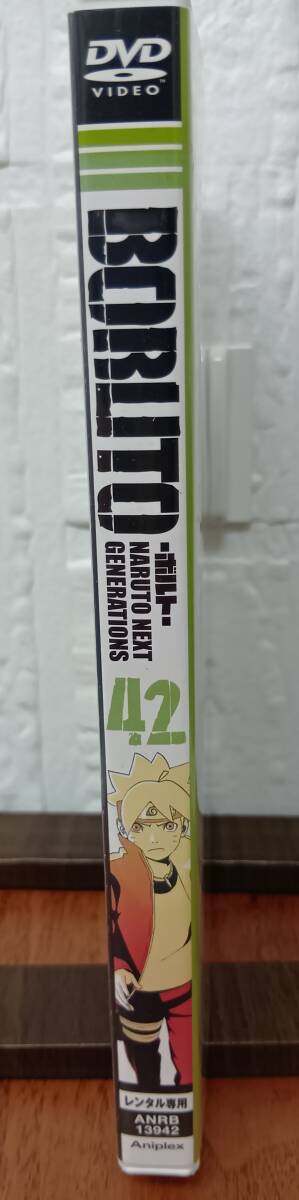 DVD
VIDEO
BORUTO
-ボルト-
NARUTO NEXT
GENERATIONS
42
レンタル専用
ANRB
13942
Aniplex